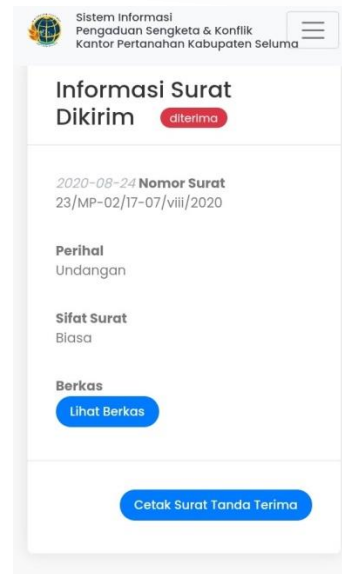 Sistem Informasi
Pengaduan Sengketa & Konflik
Kantor Pertanahan Kabupaten Seluma
Informasi Surat
Dikirim diterima
2020-08-24 Nomor Surat
23/MP-02/17-07/viii/2020
Perihal
Undangan
Sifat Surat
Biasa
Berkas
Lihat Berkas
Cetak Surat Tanda Terima